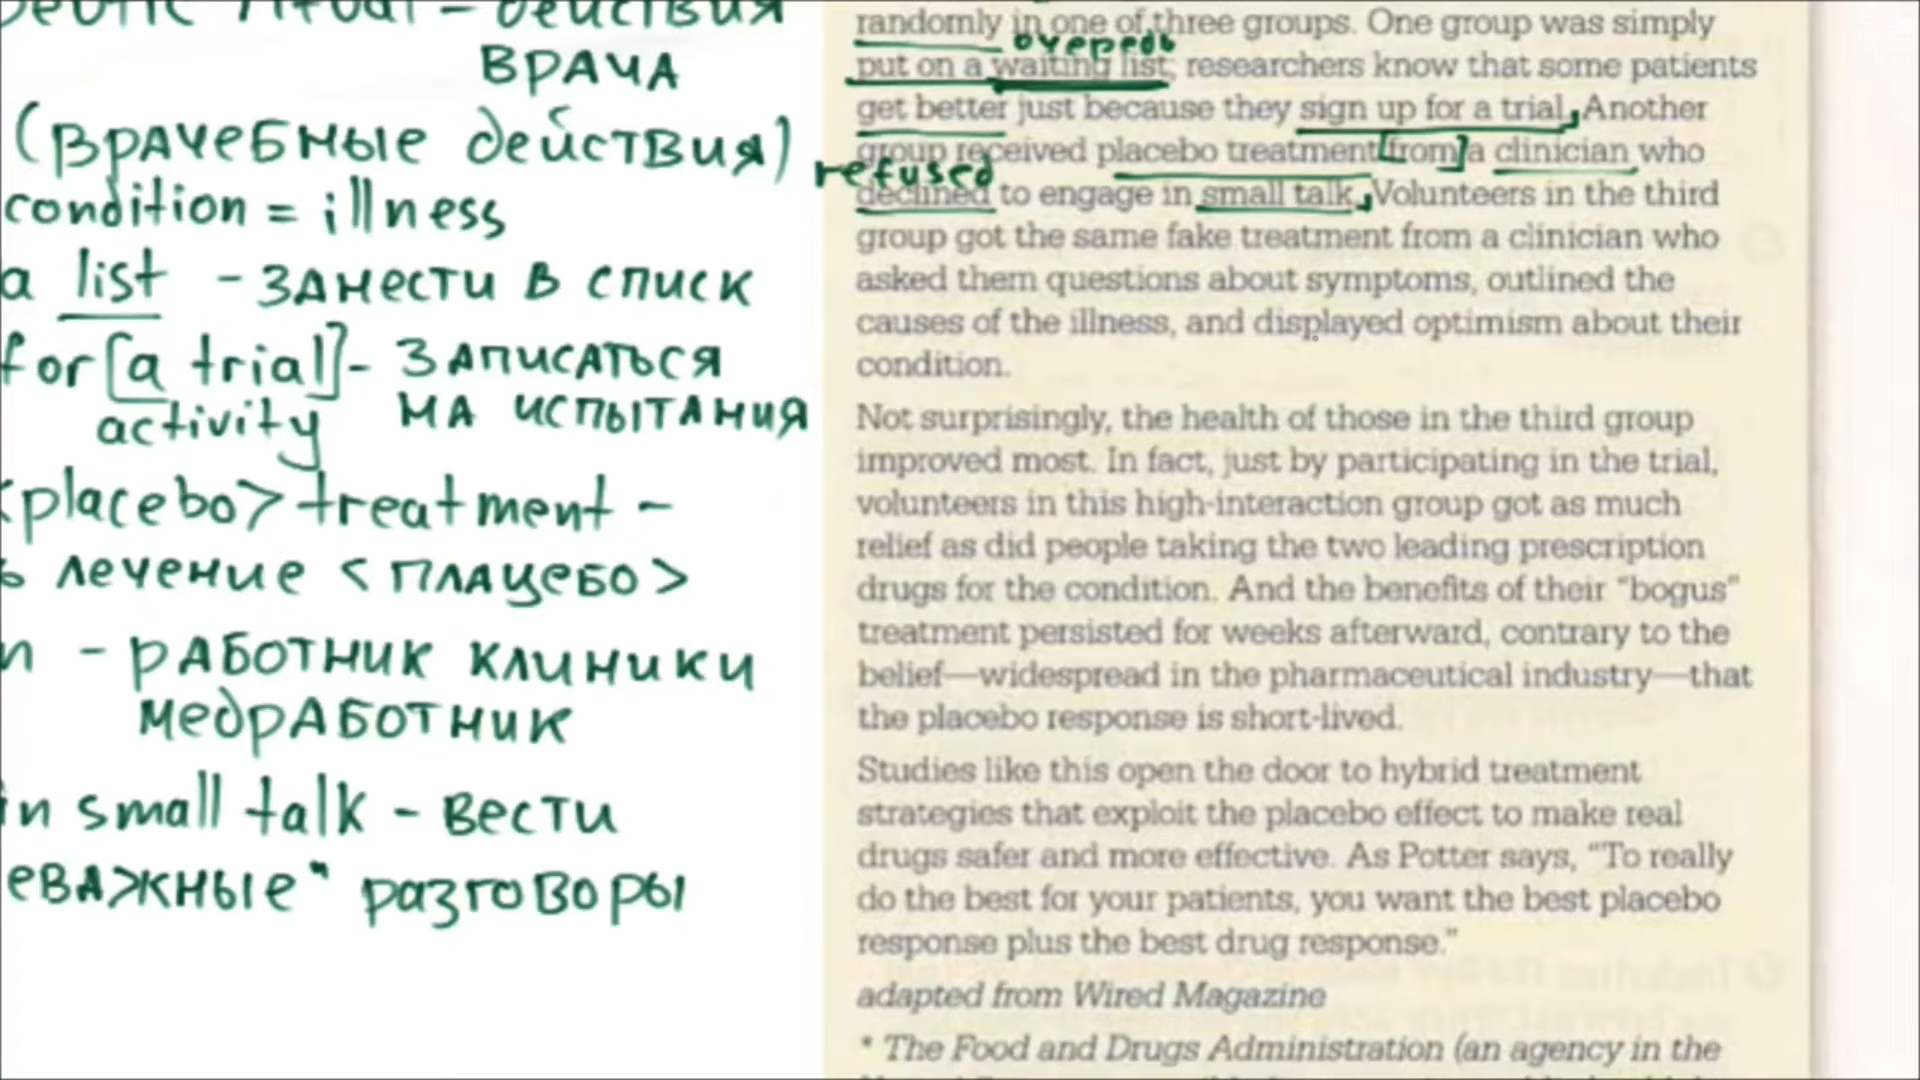 ritual – действия
врача
(врачебные действия)
condition = illness
a list – занести в списк
for [a trial] – записаться
activity на испытания
<placebo> treatment –
ь лечение <плацебо>
n – работник клиники
медработник
in small talk – вести
еважные" разговоры
randomly in one of three groups. One group was simply
очередь
put on a waiting list; researchers know that some patients
get better just because they sign up for a trial. Another
group received placebo treatment [from] a clinician who
refused
declined to engage in small talk. Volunteers in the third
group got the same fake treatment from a clinician who
asked them questions about symptoms, outlined the
causes of the illness, and displayed optimism about their
condition.
Not surprisingly, the health of those in the third group
improved most. In fact, just by participating in the trial,
volunteers in this high-interaction group got as much
relief as did people taking the two leading prescription
drugs for the condition. And the benefits of their “bogus”
treatment persisted for weeks afterward, contrary to the
belief—widespread in the pharmaceutical industry—that
the placebo response is short-lived.
Studies like this open the door to hybrid treatment
strategies that exploit the placebo effect to make real
drugs safer and more effective. As Potter says, “To really
do the best for your patients, you want the best placebo
response plus the best drug response.”
adapted from Wired Magazine
* The Food and Drugs Administration (an agency in the